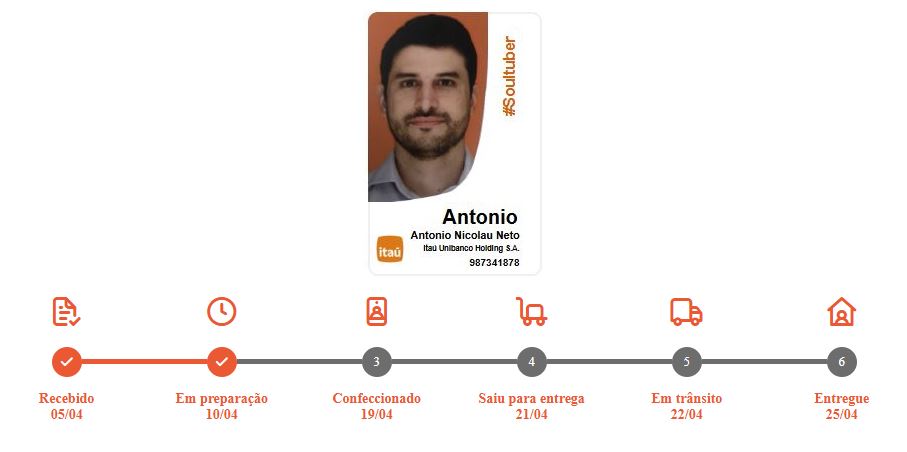 #Soultuber
Antonio
Antonio Nicolau Neto
Itaú Unibanco Holding S.A.
itaú
987341878
3
4
5
6
Recebido
05/04
Em preparação
10/04
Confeccionado
19/04
Saiu para entrega
21/04
Em trânsito
22/04
Entregue
25/04